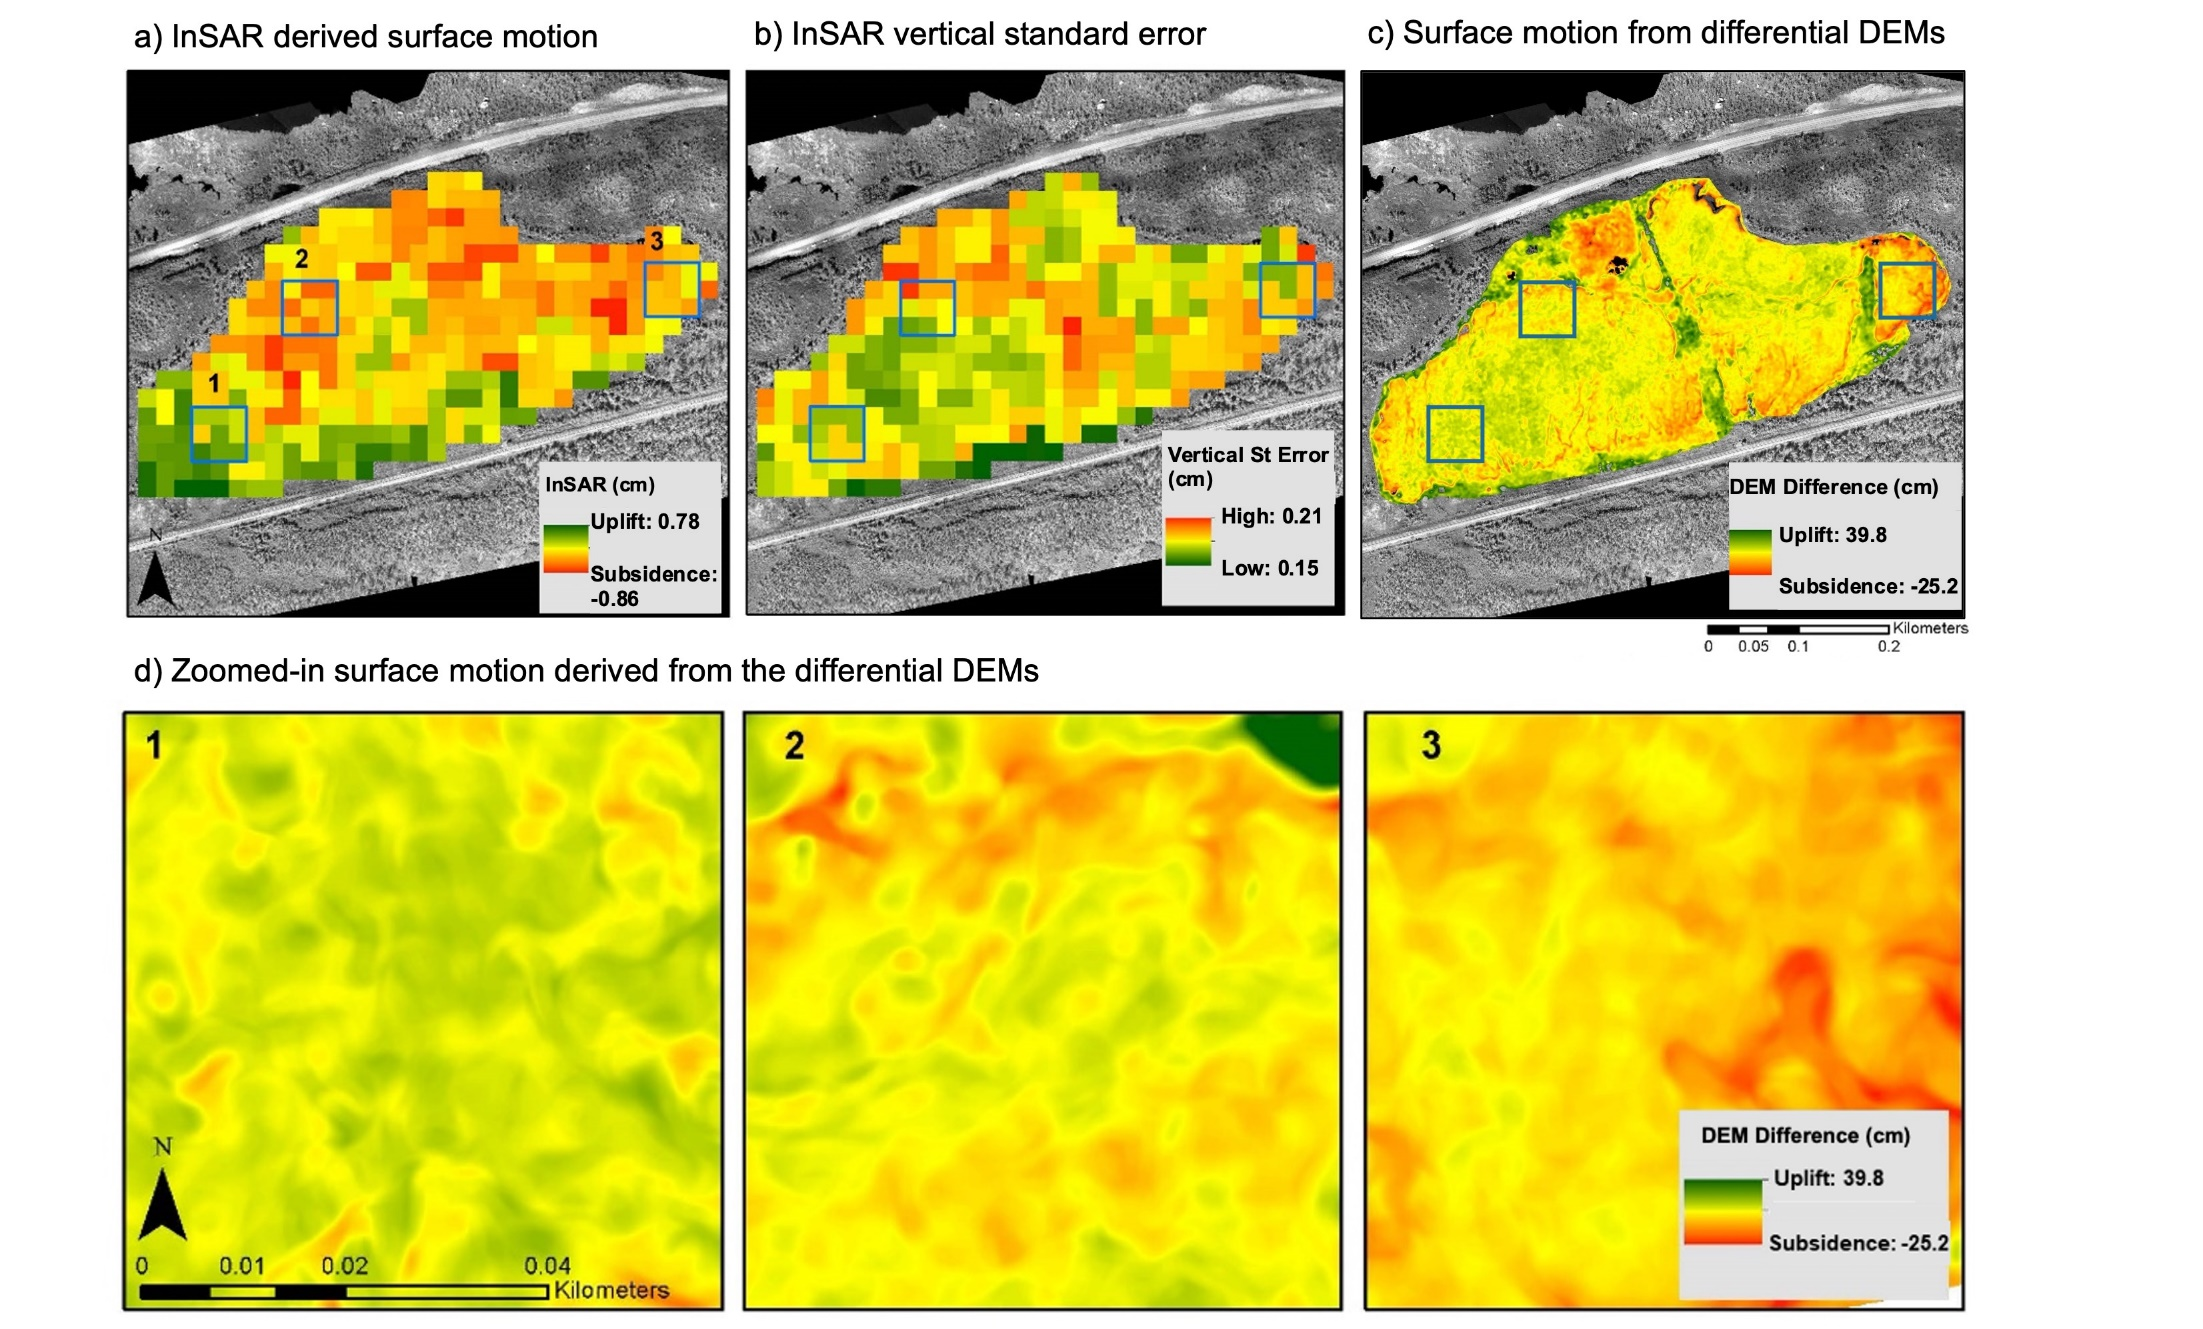 a) InSAR derived surface motion
b) InSAR vertical standard error
c) Surface motion from differential DEMs
1
2
3
N
InSAR (cm)
Uplift: 0.78
Subsidence:
-0.86
Vertical St Error
(cm)
High: 0.21
Low: 0.15
DEM Difference (cm)
Uplift: 39.8
Subsidence: -25.2
Kilometers
0 0.05 0.1 0.2
d) Zoomed-in surface motion derived from the differential DEMs
1
N
0 0.01 0.02 0.04
Kilometers
2
3
DEM Difference (cm)
Uplift: 39.8
Subsidence: -25.2